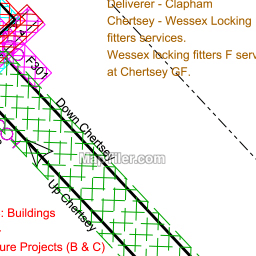 Deliverer - Clapham
Chertsey - Wessex Locking
fitters services.
Wessex locking fitters F serv
at Chertsey GF.
F301
Down Chertsey
Mapfiler.com
Up Chertsey
: Buildings
ure Projects (B & C)